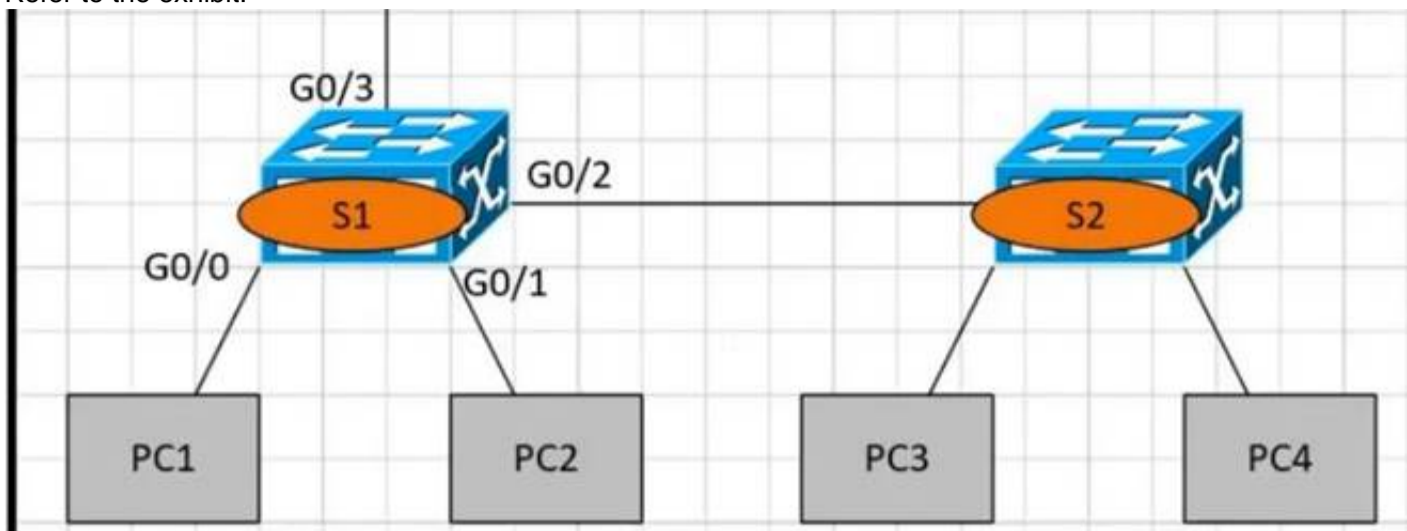 Refer to the exhibit.
G0/3
G0/2
S1
S2
G0/0
G0/1
PC1
PC2
PC3
PC4